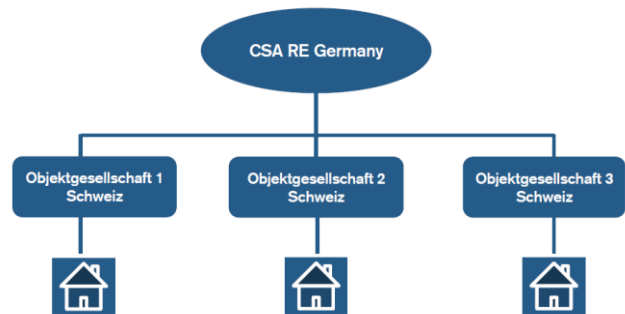 CSA RE Germany
Objektgesellschaft 1
Schweiz
Objektgesellschaft 2
Schweiz
Objektgesellschaft 3
Schweiz